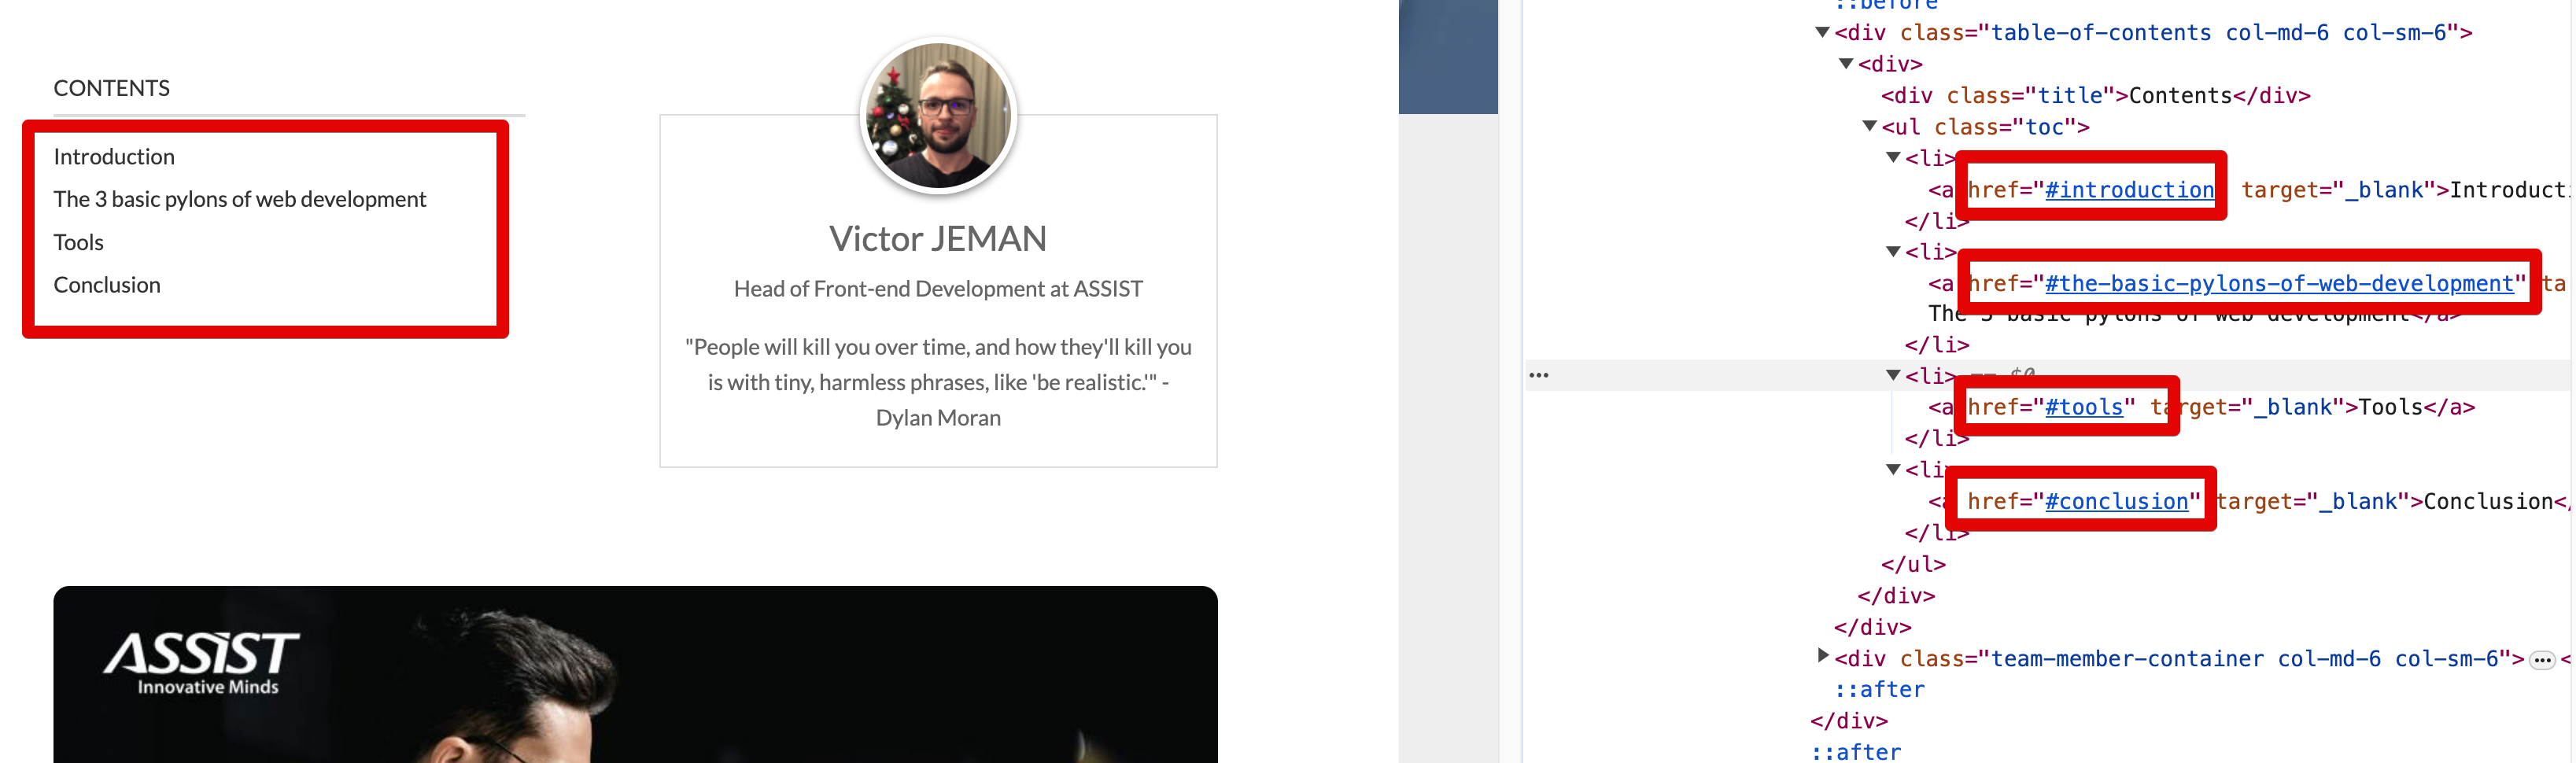 CONTENTS
Introduction
The 3 basic pylons of web development
Tools
Conclusion
Victor JEMAN
Head of Front-end Development at ASSIST
"People will kill you over time, and how they'll kill you
is with tiny, harmless phrases, like 'be realistic.'" -
Dylan Moran
ASSIST
Innovative Minds
::before
<div class="table-of-contents col-md-6 col-sm-6">
<div>
<div class="title">Contents</div>
<ul class="toc">
<li>
<a href="#introduction target="_blank">Introducti
</li>
<li>
<a href="#the-basic-pylons-of-web-development" ta
The 3 basic pylons of web development</a>
</li>
<li> == $0
<a href="#tools" target="_blank">Tools</a>
</li>
<li
<a href="#conclusion" target="_blank">Conclusion<
</li>
</ul>
</div>
</div>
<div class="team-member-container col-md-6 col-sm-6"> ••• <
::after
</div>
::after